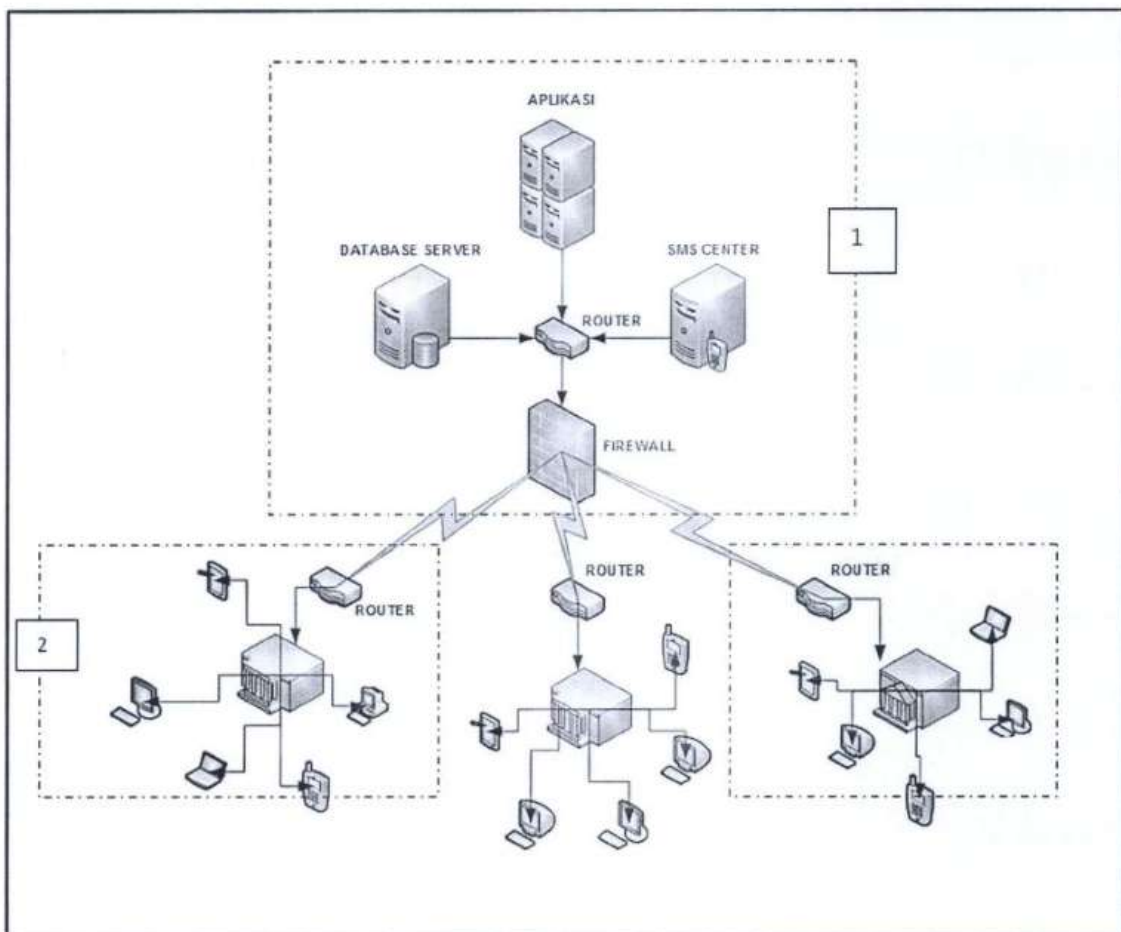 APLIKASI
1
DATABASE SERVER
SMS CENTER
ROUTER
FIREWALL
ROUTER
ROUTER
ROUTER
2